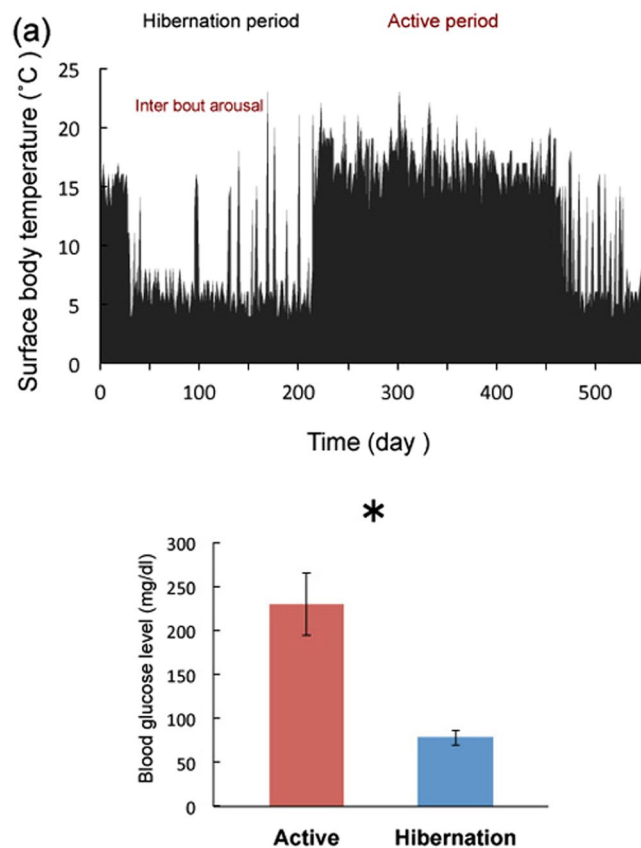 (a)
Hibernation period Active period
Surface body temperature (˚C)
25
20
15
10
5
0
Inter bout arousal
0 100 200 300 400 500
Time (day )
*
Blood glucose level (mg/dl)
300
250
200
150
100
50
0
Active Hibernation